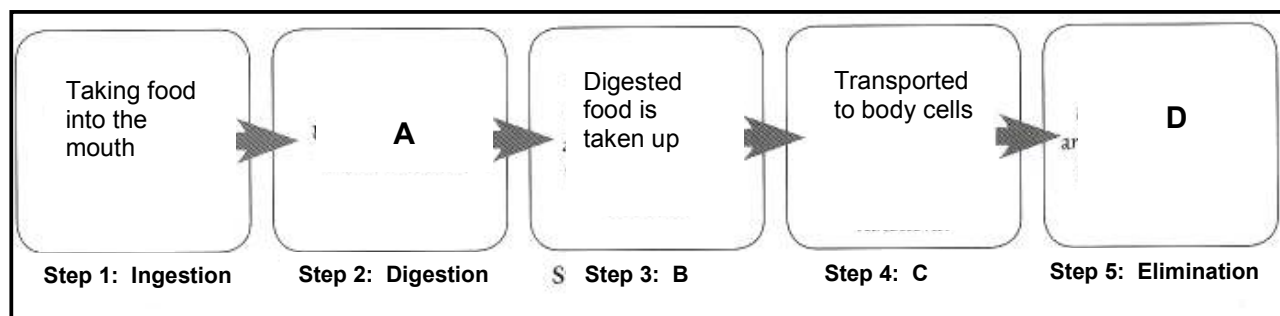 Taking food
into the
mouth
A
Digested
food is
taken up
Transported
to body cells
D
ar
Step 1: Ingestion
Step 2: Digestion
S Step 3: B
Step 4: C
Step 5: Elimination